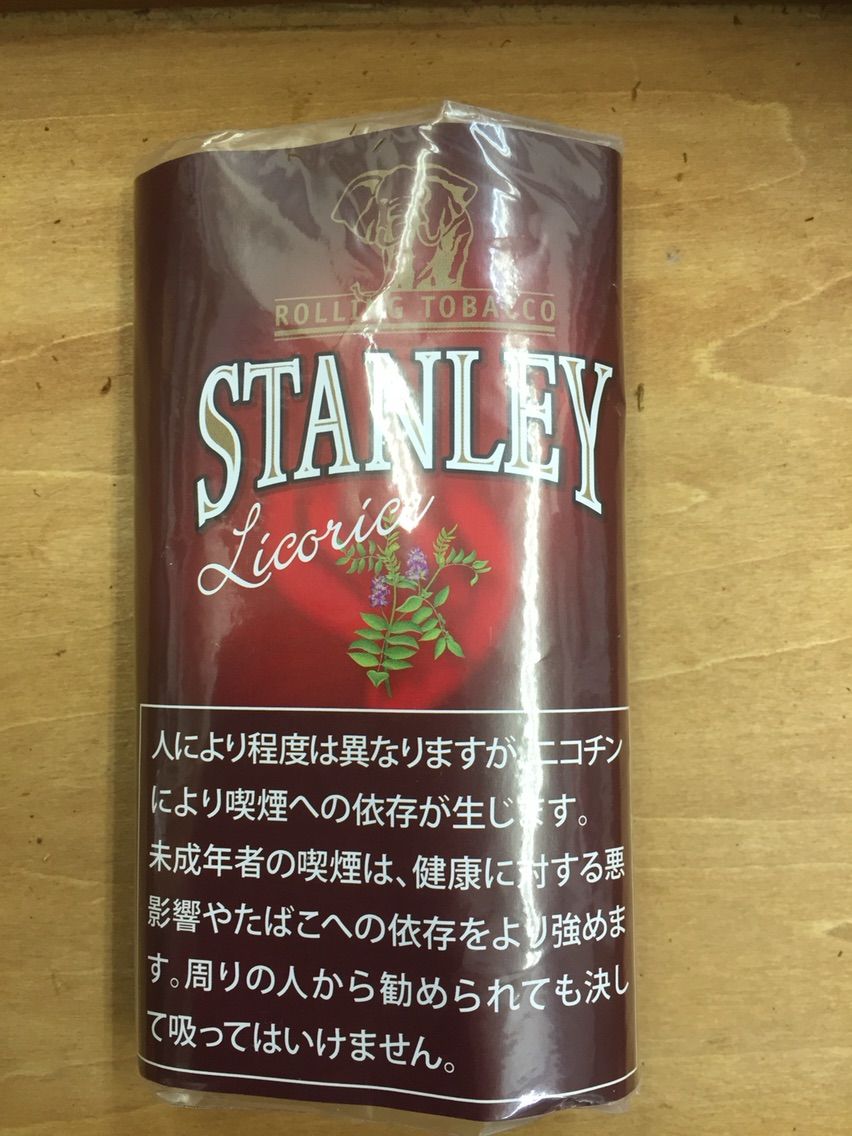 ROLLING TOBACCO
STANLEY
Licorice
人により程度は異なりますが、ニコチン
により喫煙への依存が生じます。
未成年者の喫煙は、健康に対する悪
影響やたばこへの依存をより強めま
す。周りの人から勧められても決し
て吸ってはいけません。